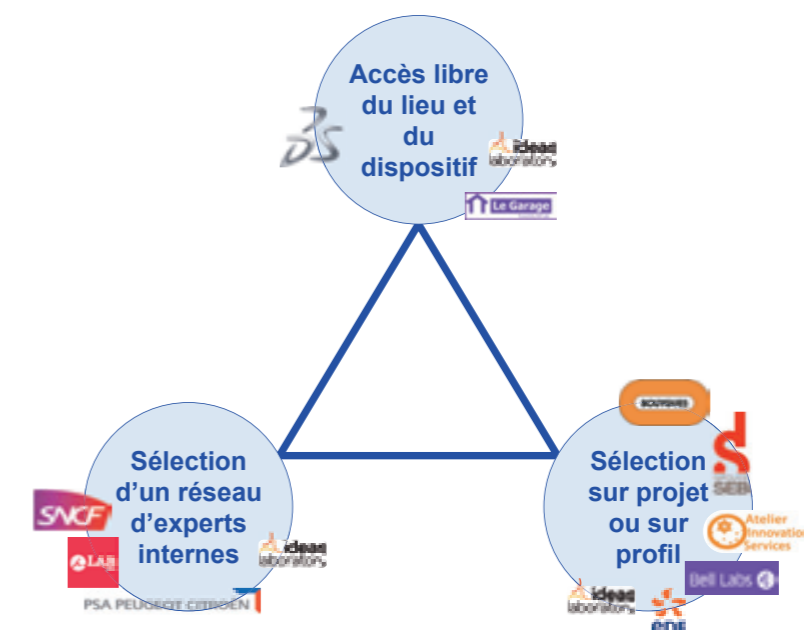 Accès libre
du lieu et
du
dispositif
DS
ideas
laboratory
Le Garage
BOUYGUES
Sélection
d'un réseau
d'experts
internes
SNCF
LAB
ideas
laboratory
PSA PEUGEOT CITROËN
Sélection
sur projet
ou sur
profil
SEB
Atelier
Innovation
Services
Bell Labs
ideas
laboratory